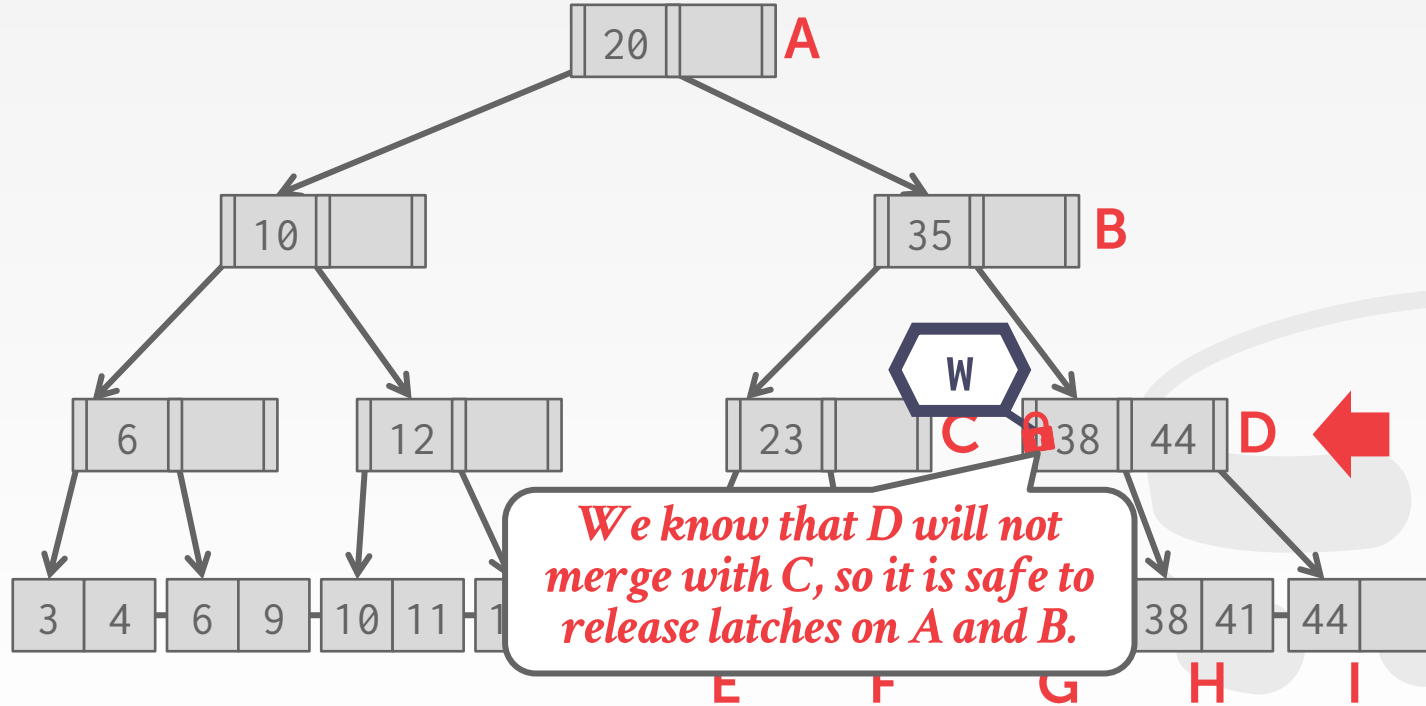 20 A
10 35 B
W
6 12 23 C 38 44 D
We know that D will not
merge with C, so it is safe to
release latches on A and B.
3 4 6 9 10 11 38 41 44
E F G H I